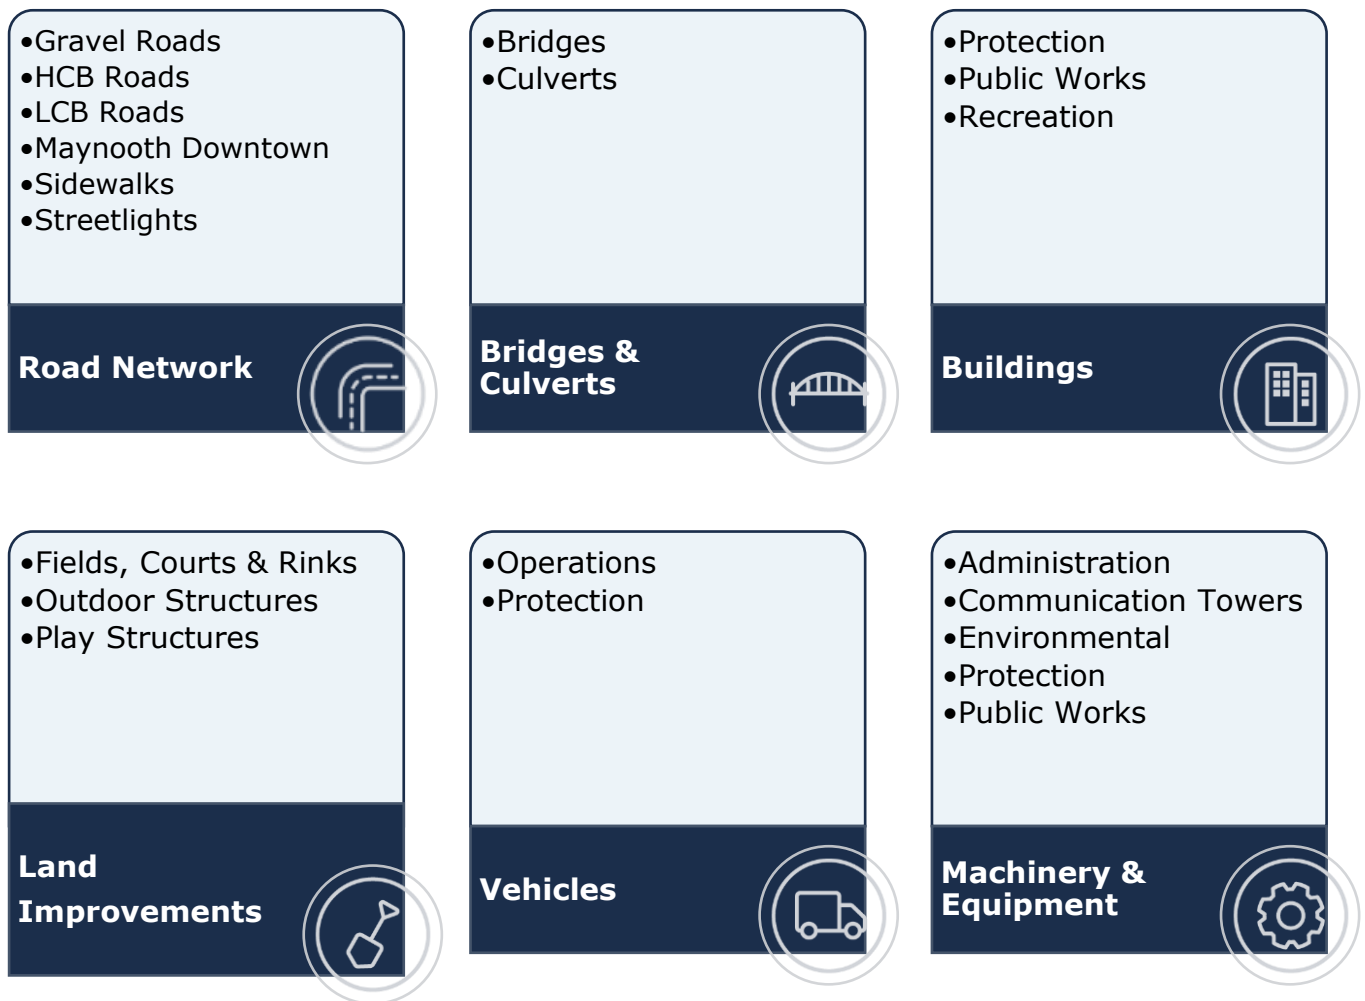 •Gravel Roads
•HCB Roads
•LCB Roads
•Maynooth Downtown
•Sidewalks
•Streetlights
Road Network
•Bridges
•Culverts
Bridges &
Culverts
•Protection
•Public Works
•Recreation
Buildings
•Fields, Courts & Rinks
•Outdoor Structures
•Play Structures
Land
Improvements
•Operations
•Protection
Vehicles
•Administration
•Communication Towers
•Environmental
•Protection
•Public Works
Machinery &
Equipment